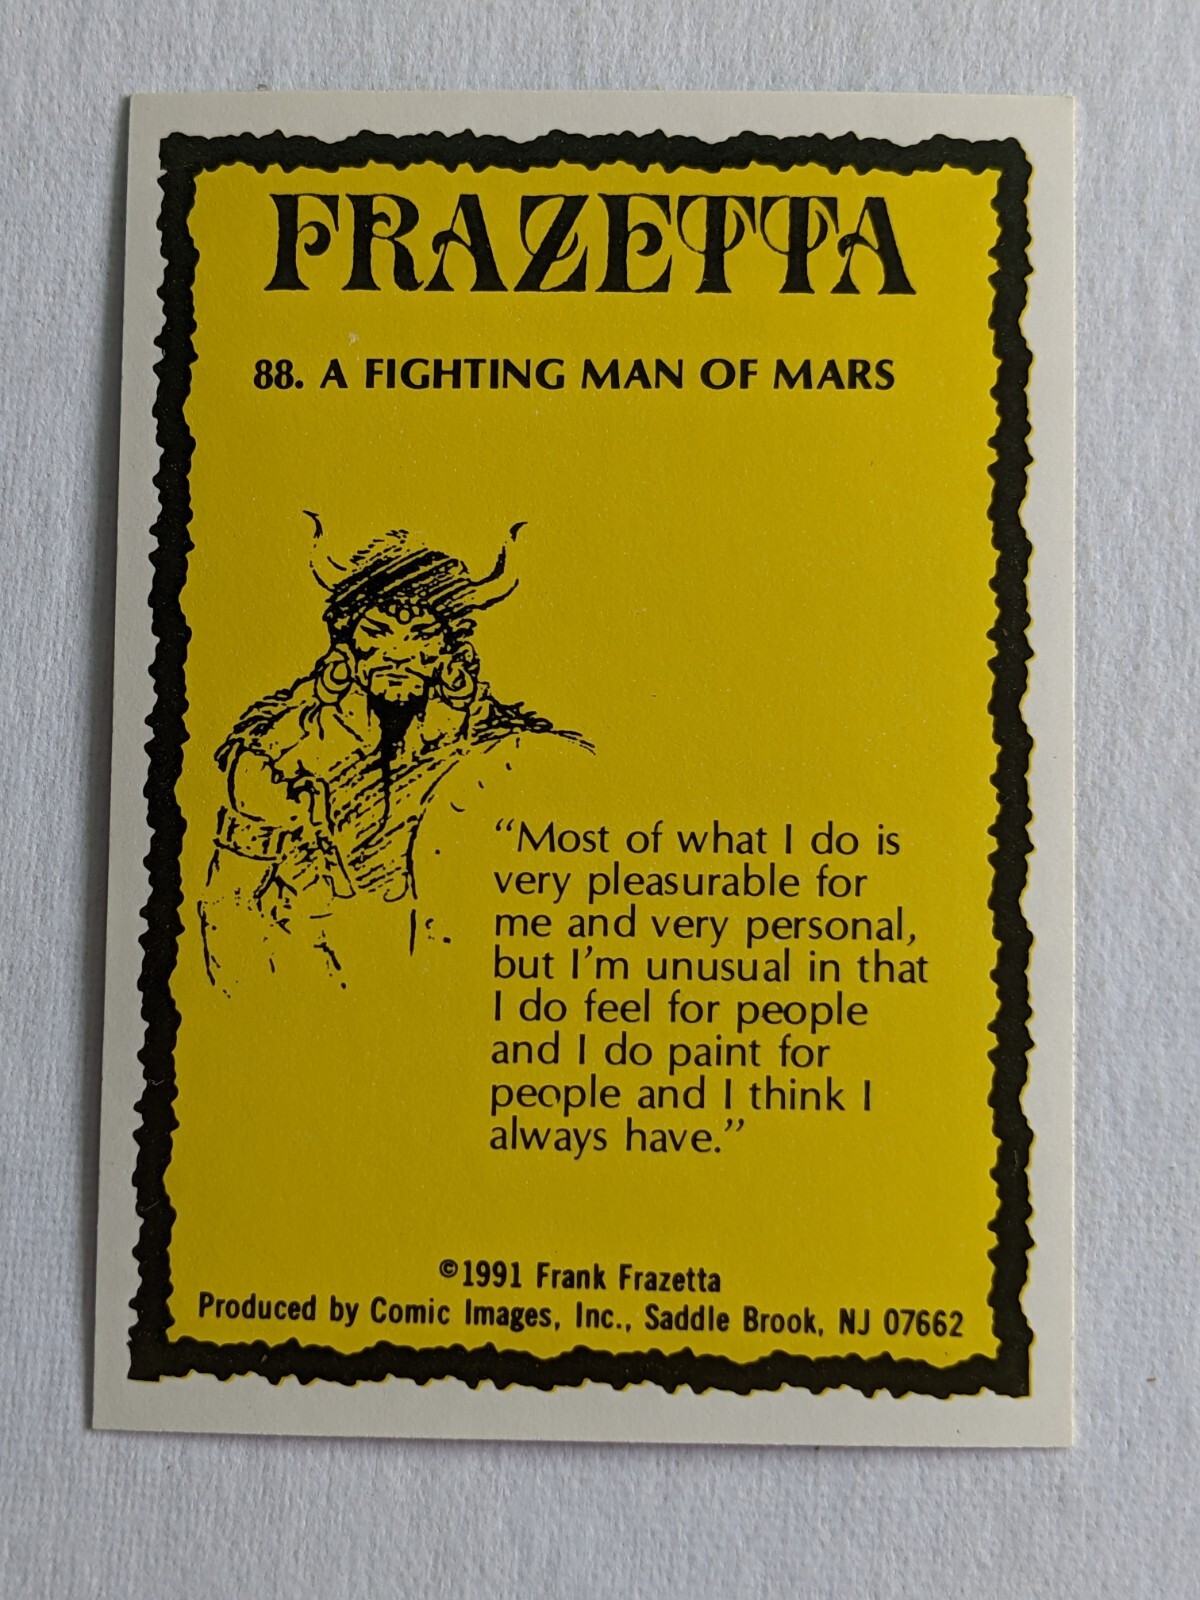 FRAZETTA
88. A FIGHTING MAN OF MARS
“Most of what I do is
very pleasurable for
me and very personal,
but I’m unusual in that
I do feel for people
and I do paint for
people and I think I
always have.”
©1991 Frank Frazetta
Produced by Comic Images, Inc., Saddle Brook, NJ 07662